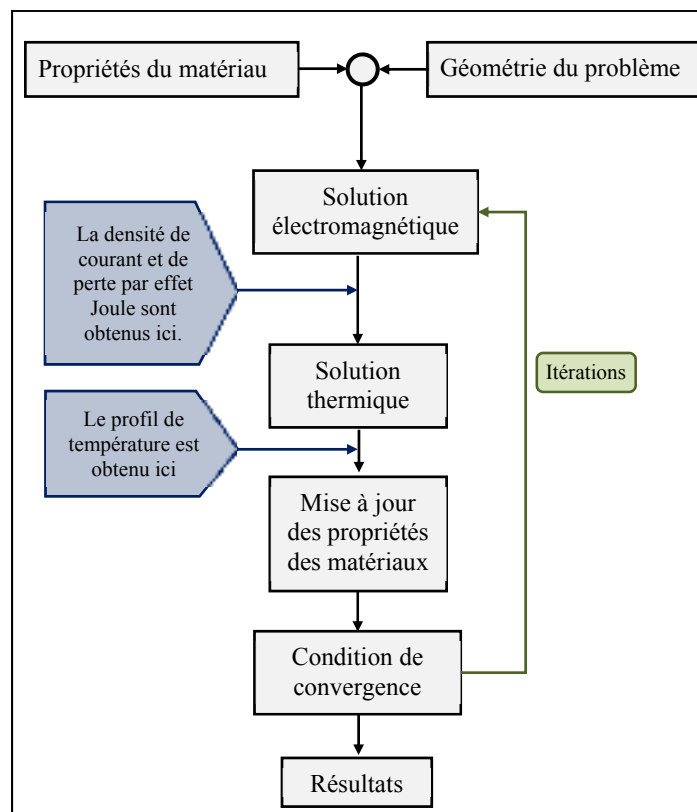 Propriétés du matériau
Géométrie du problème
Solution
électromagnétique
La densité de
courant et de
perte par effet
Joule sont
obtenus ici.
Solution
thermique
Itérations
Le profil de
température est
obtenu ici
Mise à jour
des propriétés
des matériaux
Condition de
convergence
Résultats